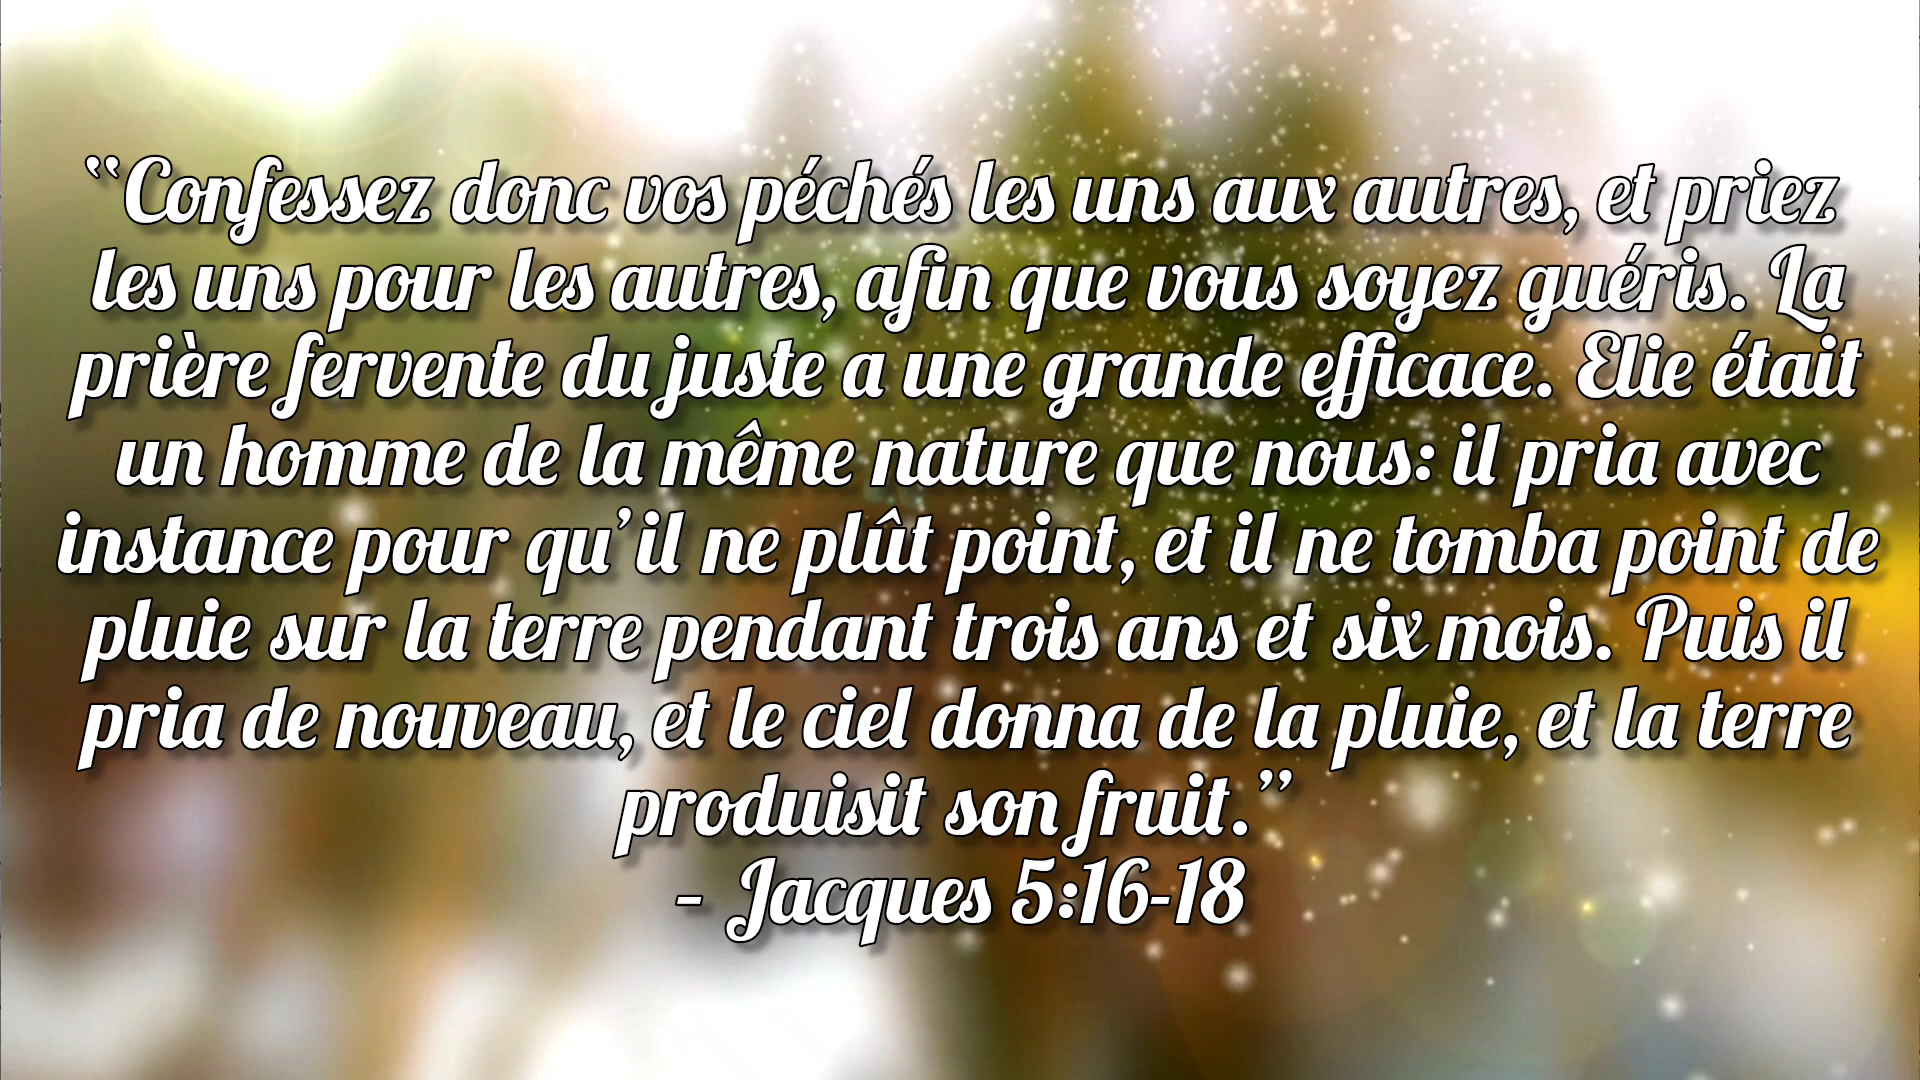 “Confessez donc vos péchés les uns aux autres, et priez
les uns pour les autres, afin que vous soyez guéris. La
prière fervente du juste a une grande efficace. Elie était
un homme de la même nature que nous: il pria avec
instance pour qu’il ne plût point, et il ne tomba point de
pluie sur la terre pendant trois ans et six mois. Puis il
pria de nouveau, et le ciel donna de la pluie, et la terre
produisit son fruit.”
- Jacques 5:16-18